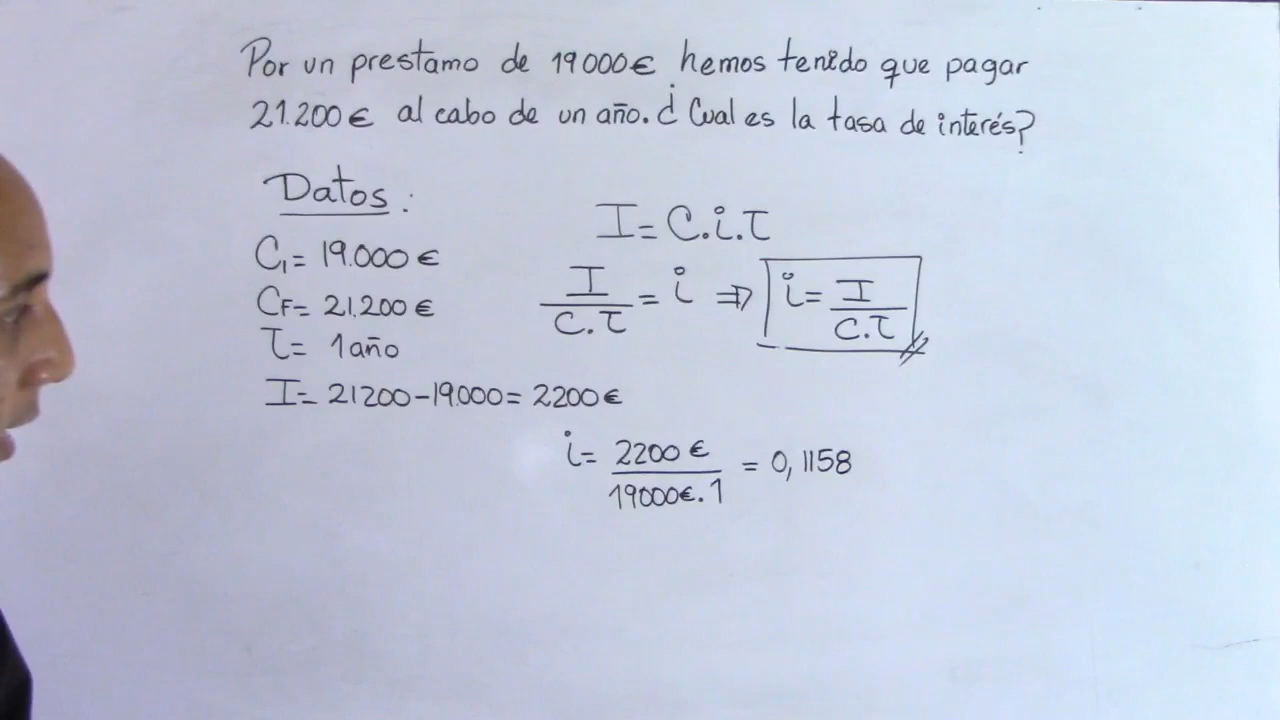 Por un prestamo de 19000€ hemos tenido que pagar
21.200€ al cabo de un año. ¿Cual es la tasa de interés?
Datos:
C₁= 19.000 €
CF= 21.200 €
T= 1año
I= 21200-19.000= 2200€
I= C.i.T
I/C.T = i ⇒ i= I/C.T
i= 2200 €/19000€.1 = 0,1158